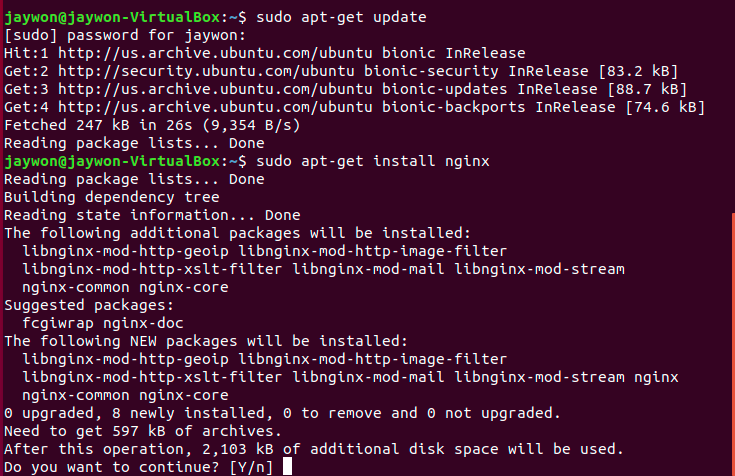 jaywon@jaywon-VirtualBox:~$ sudo apt-get update
[sudo] password for jaywon:
Hit:1 http://us.archive.ubuntu.com/ubuntu bionic InRelease
Get:2 http://security.ubuntu.com/ubuntu bionic-security InRelease [83.2 kB]
Get:3 http://us.archive.ubuntu.com/ubuntu bionic-updates InRelease [88.7 kB]
Get:4 http://us.archive.ubuntu.com/ubuntu bionic-backports InRelease [74.6 kB]
Fetched 247 kB in 26s (9,354 B/s)
Reading package lists... Done
jaywon@jaywon-VirtualBox:~$ sudo apt-get install nginx
Reading package lists... Done
Building dependency tree
Reading state information... Done
The following additional packages will be installed:
  libnginx-mod-http-geoip libnginx-mod-http-image-filter
  libnginx-mod-http-xslt-filter libnginx-mod-mail libnginx-mod-stream
  nginx-common nginx-core
Suggested packages:
  fcgiwrap nginx-doc
The following NEW packages will be installed:
  libnginx-mod-http-geoip libnginx-mod-http-image-filter
  libnginx-mod-http-xslt-filter libnginx-mod-mail libnginx-mod-stream nginx
  nginx-common nginx-core
0 upgraded, 8 newly installed, 0 to remove and 0 not upgraded.
Need to get 597 kB of archives.
After this operation, 2,103 kB of additional disk space will be used.
Do you want to continue? [Y/n]